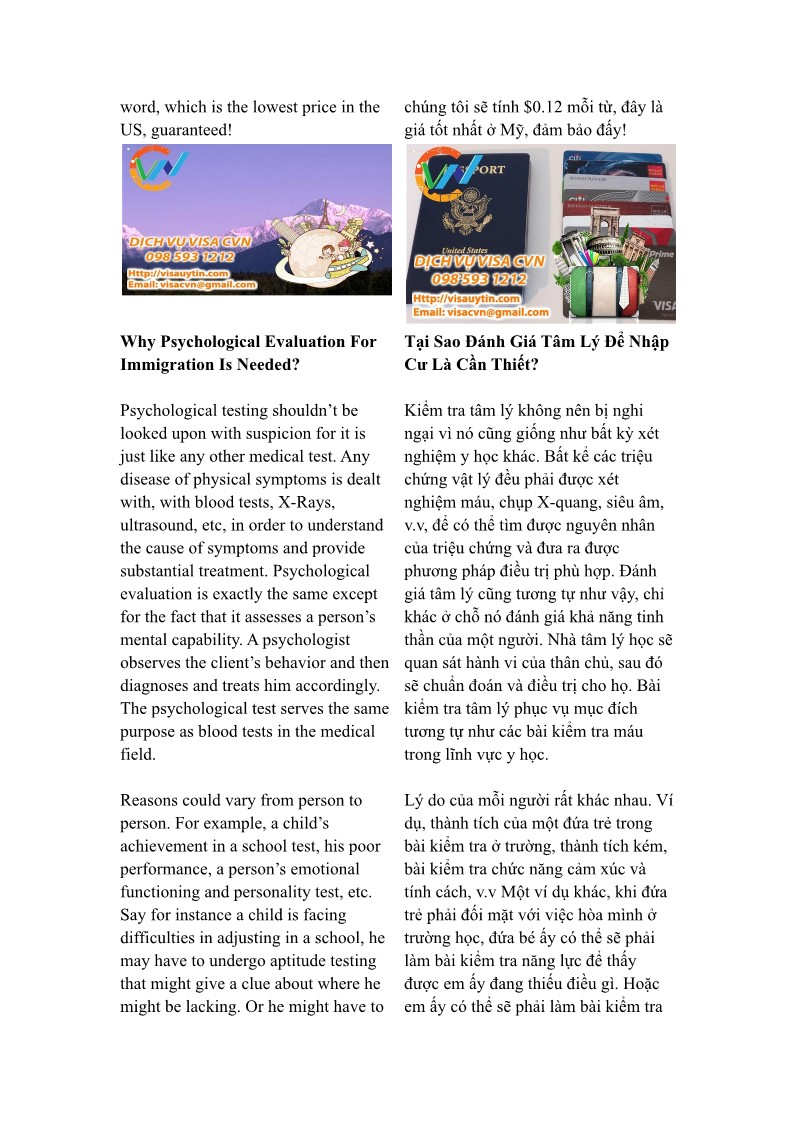 word, which is the lowest price in the
US, guaranteed!
CVN
DỊCH VỤ VISA CVN
098 593 1212
Http://visauytin.com
Email: visacvn@gmail.com
Why Psychological Evaluation For
Immigration Is Needed?
Psychological testing shouldn’t be
looked upon with suspicion for it is
just like any other medical test. Any
disease of physical symptoms is dealt
with, with blood tests, X-Rays,
ultrasound, etc, in order to understand
the cause of symptoms and provide
substantial treatment. Psychological
evaluation is exactly the same except
for the fact that it assesses a person’s
mental capability. A psychologist
observes the client’s behavior and then
diagnoses and treats him accordingly.
The psychological test serves the same
purpose as blood tests in the medical
field.
Reasons could vary from person to
person. For example, a child’s
achievement in a school test, his poor
performance, a person’s emotional
functioning and personality test, etc.
Say for instance a child is facing
difficulties in adjusting in a school, he
may have to undergo aptitude testing
that might give a clue about where he
might be lacking. Or he might have to
chúng tôi sẽ tính $0.12 mỗi từ, đây là
giá tốt nhất ở Mỹ, đảm bảo đấy!
CVN
PORT
United States
citi
citi
Prime
VISA
DỊCH VỤ VISA CVN
098 593 1212
Http://visauytin.com
Email: visacvn@gmail.com
Tại Sao Đánh Giá Tâm Lý Để Nhập
Cư Là Cần Thiết?
Kiểm tra tâm lý không nên bị nghi
ngại vì nó cũng giống như bất kỳ xét
nghiệm y học khác. Bất kể các triệu
chứng vật lý đều phải được xét
nghiệm máu, chụp X-quang, siêu âm,
v.v, để có thể tìm được nguyên nhân
của triệu chứng và đưa ra được
phương pháp điều trị phù hợp. Đánh
giá tâm lý cũng tương tự như vậy, chỉ
khác ở chỗ nó đánh giá khả năng tinh
thần của một người. Nhà tâm lý học sẽ
quan sát hành vi của thân chủ, sau đó
sẽ chuẩn đoán và điều trị cho họ. Bài
kiểm tra tâm lý phục vụ mục đích
tương tự như các bài kiểm tra máu
trong lĩnh vực y học.
Lý do của mỗi người rất khác nhau. Ví
dụ, thành tích của một đứa trẻ trong
bài kiểm tra ở trường, thành tích kém,
bài kiểm tra chức năng cảm xúc và
tính cách, v.v Một ví dụ khác, khi đứa
trẻ phải đối mặt với việc hòa mình ở
trường học, đứa bé ấy có thể sẽ phải
làm bài kiểm tra năng lực để thấy
được em ấy đang thiếu điều gì. Hoặc
em ấy có thể sẽ phải làm bài kiểm tra